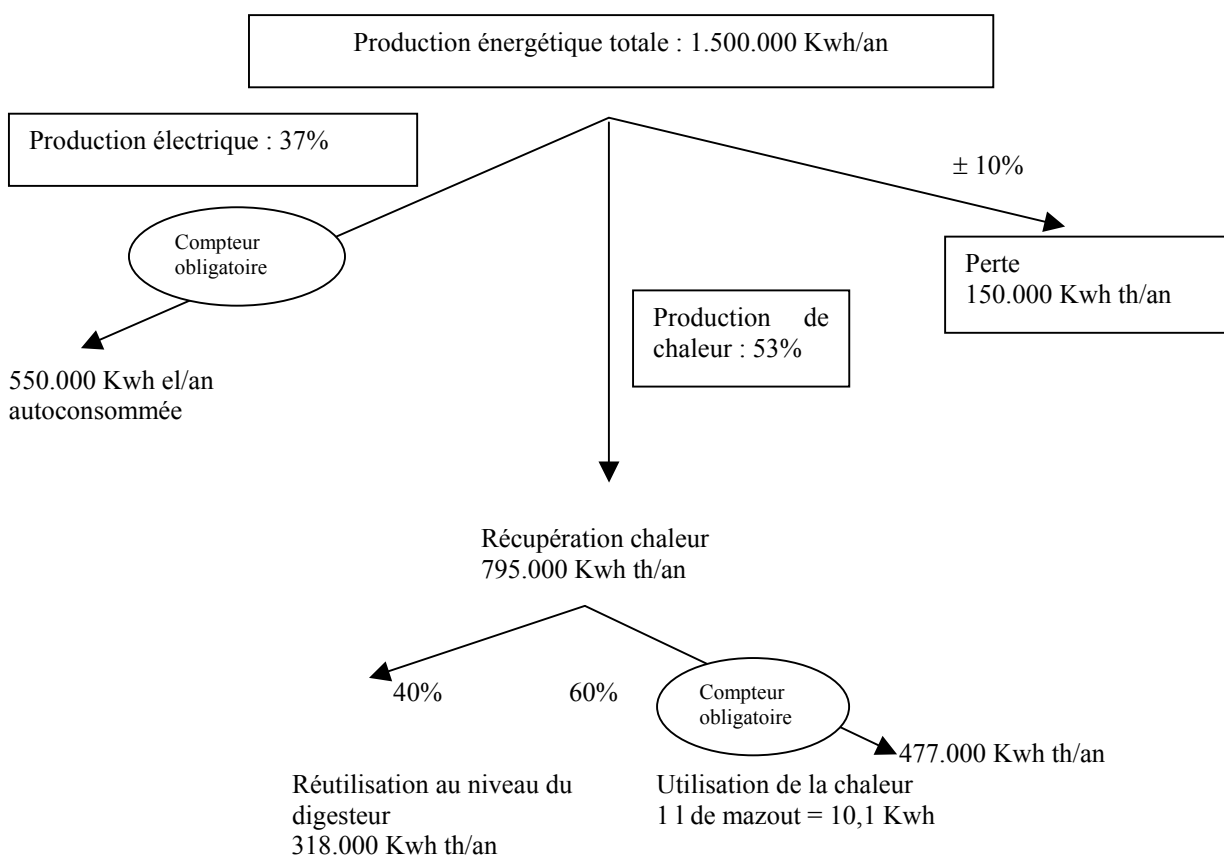 Production énergétique totale : 1.500.000 Kwh/an
Production électrique : 37%
± 10%
Compteur
obligatoire
Perte
150.000 Kwh th/an
Production de
chaleur : 53%
550.000 Kwh el/an
autoconsommée
Récupération chaleur
795.000 Kwh th/an
40%
60%
Compteur
obligatoire
477.000 Kwh th/an
Réutilisation au niveau du
digesteur
318.000 Kwh th/an
Utilisation de la chaleur
1 l de mazout = 10,1 Kwh